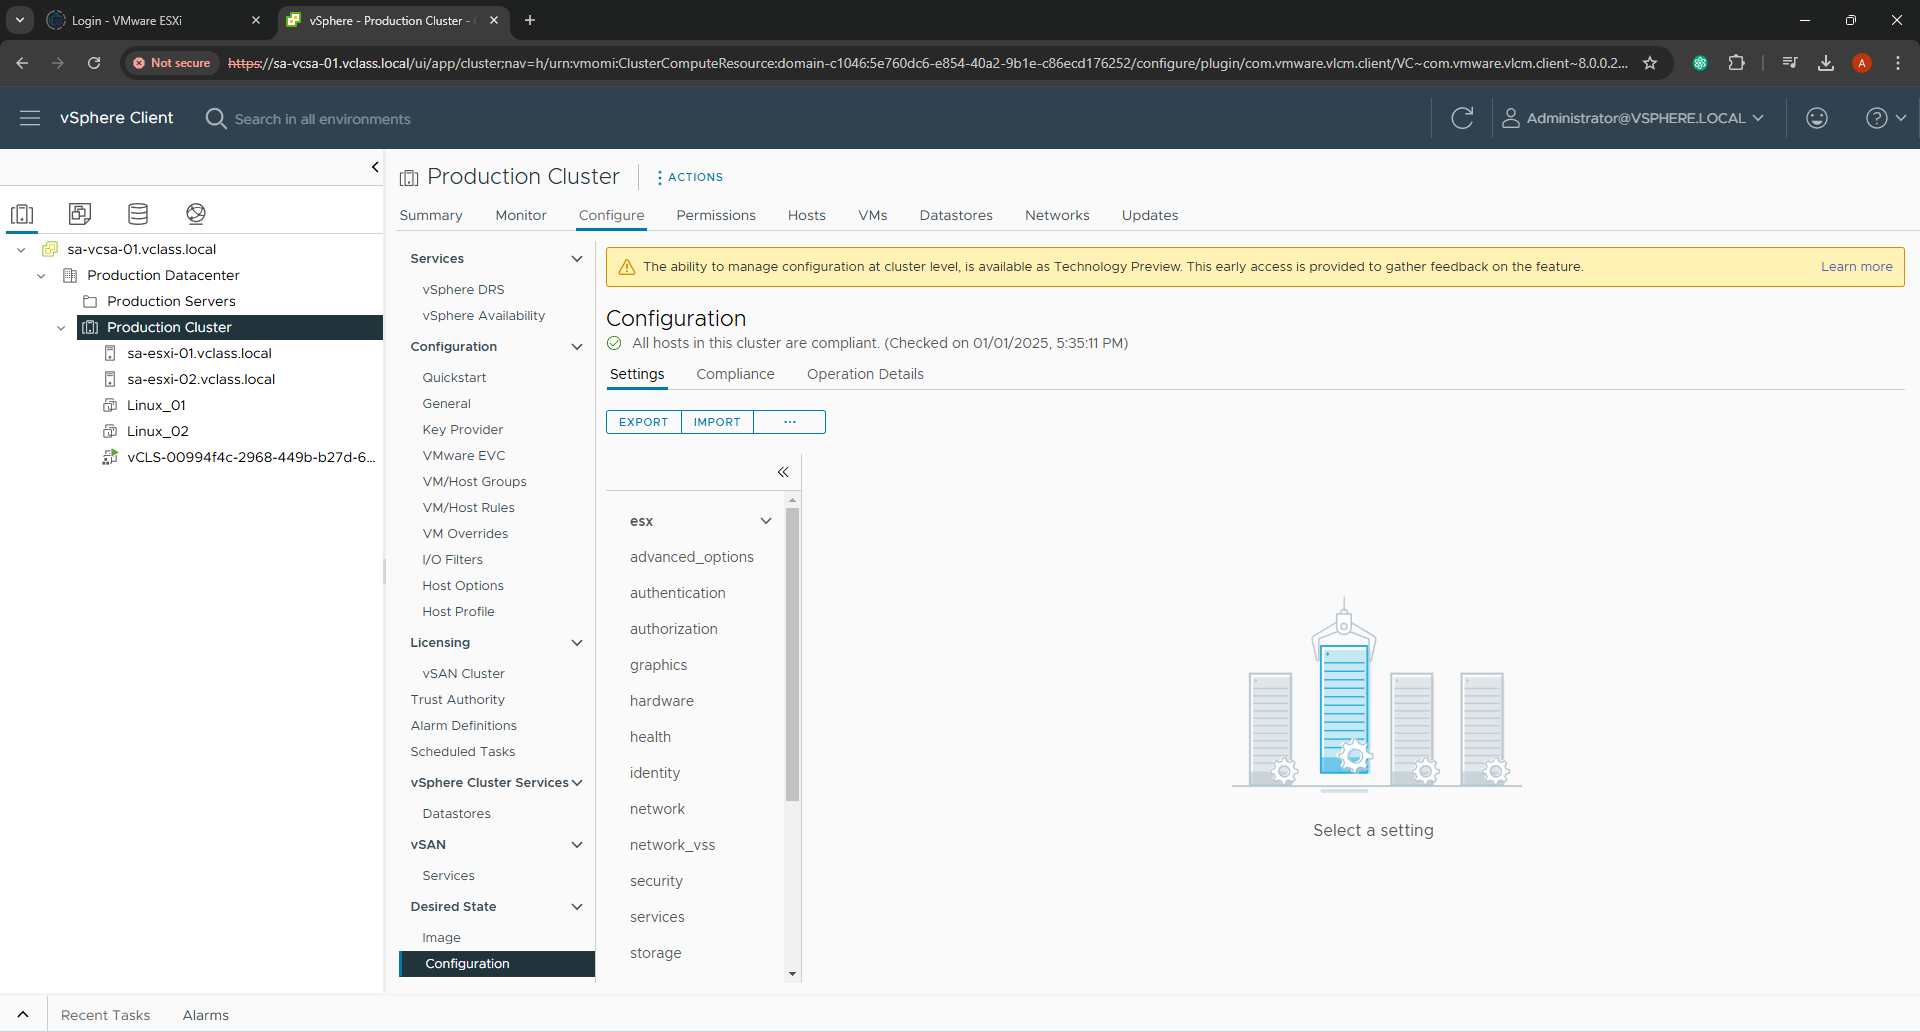 Login - VMware ESXi
vSphere - Production Cluster -
Not secure
https://sa-vcsa-01.vclass.local/ui/app/cluster;nav=h/urn:vmomi:ClusterComputeResource:domain-c1046:5e760dc6-e854-40a2-9b1e-c86ecd176252/configure/plugin/com.vmware.vlcm.client/VC~com.vmware.vlcm.client~8.0.0.2...
A
vSphere Client
Search in all environments
Administrator@VSPHERE.LOCAL
Production Cluster
ACTIONS
Summary
Monitor
Configure
Permissions
Hosts
VMs
Datastores
Networks
Updates
sa-vcsa-01.vclass.local
Production Datacenter
Production Servers
Production Cluster
sa-esxi-01.vclass.local
sa-esxi-02.vclass.local
Linux_01
Linux_02
vCLS-00994f4c-2968-449b-b27d-6...
Services
vSphere DRS
vSphere Availability
Configuration
Quickstart
General
Key Provider
VMware EVC
VM/Host Groups
VM/Host Rules
VM Overrides
I/O Filters
Host Options
Host Profile
Licensing
vSAN Cluster
Trust Authority
Alarm Definitions
Scheduled Tasks
vSphere Cluster Services
Datastores
vSAN
Services
Desired State
Image
Configuration
The ability to manage configuration at cluster level, is available as Technology Preview. This early access is provided to gather feedback on the feature.
Learn more
Configuration
All hosts in this cluster are compliant. (Checked on 01/01/2025, 5:35:11 PM)
Settings
Compliance
Operation Details
EXPORT
IMPORT
...
esx
advanced_options
authentication
authorization
graphics
hardware
health
identity
network
network_vss
security
services
storage
Select a setting
Recent Tasks
Alarms